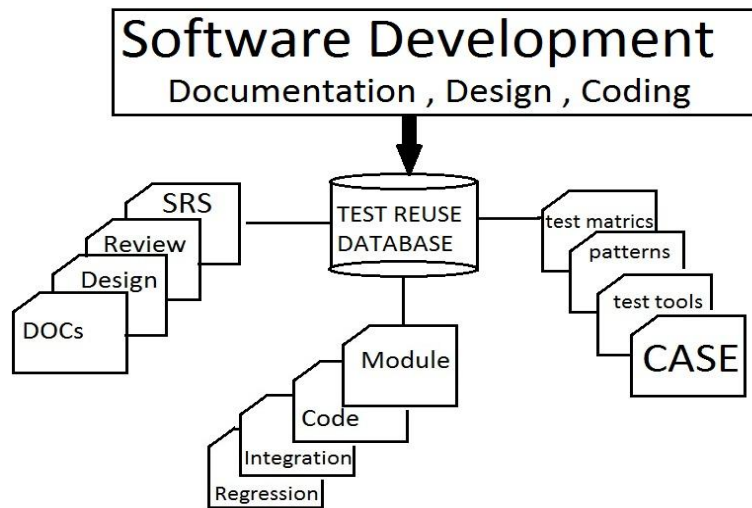 Software Development
Documentation , Design , Coding
TEST REUSE
DATABASE
SRS
Review
Design
DOCs
test matrics
patterns
test tools
CASE
Module
Code
Integration
Regression